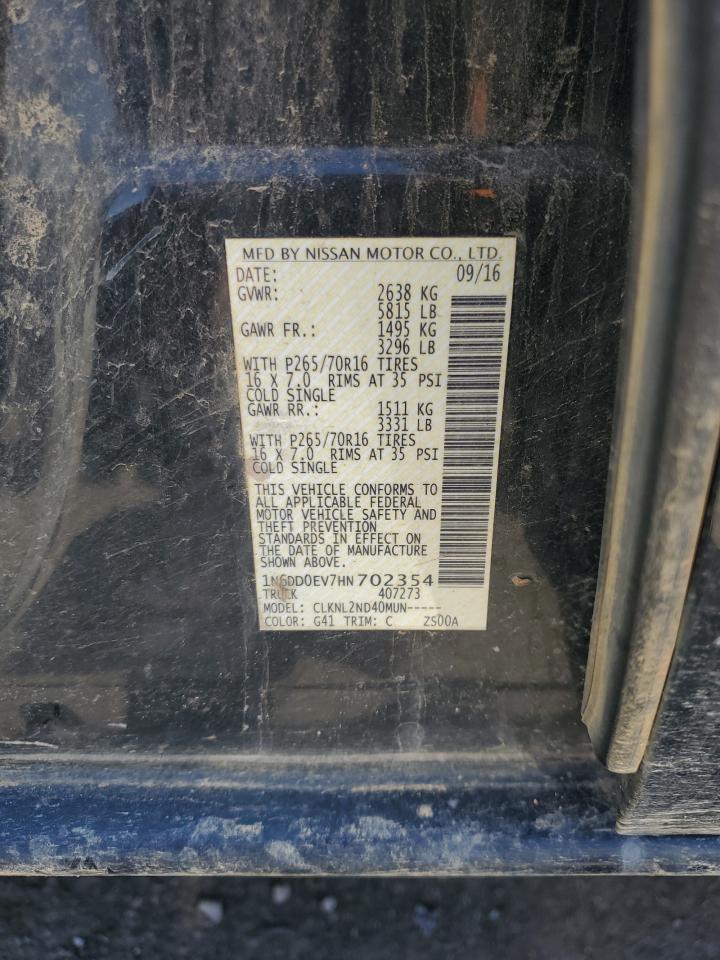 MFD BY NISSAN MOTOR CO., LTD.
DATE: 09/16
GVWR: 2638 KG
5815 LB
GAWR FR.: 1495 KG
3296 LB
WITH P265/70R16 TIRES
16 X 7.0 RIMS AT 35 PSI
COLD SINGLE
GAWR RR.: 1511 KG
3331 LB
WITH P265/70R16 TIRES
16 X 7.0 RIMS AT 35 PSI
COLD SINGLE
THIS VEHICLE CONFORMS TO
ALL APPLICABLE FEDERAL
MOTOR VEHICLE SAFETY AND
THEFT PREVENTION
STANDARDS IN EFFECT ON
THE DATE OF MANUFACTURE
SHOWN ABOVE.
1N6DD0EV7HN702354
TRUCK 407273
MODEL: CLKNL2ND40MUN-----
COLOR: G41 TRIM: C ZS00A